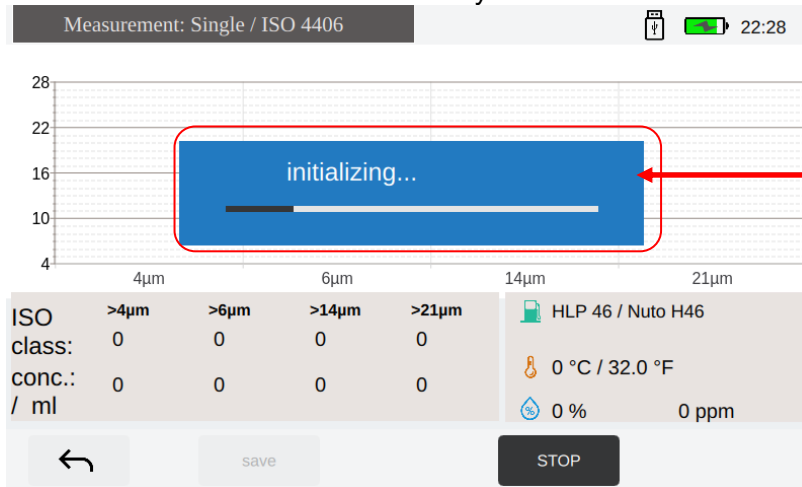 Measurement: Single / ISO 4406
22:28
28
22
16
10
4
initializing...
4µm 6µm 14µm 21µm
ISO class: >4µm >6µm >14µm >21µm
0 0 0 0
conc.: / ml 0 0 0 0
HLP 46 / Nuto H46
0 °C / 32.0 °F
% 0 % 0 ppm
save STOP